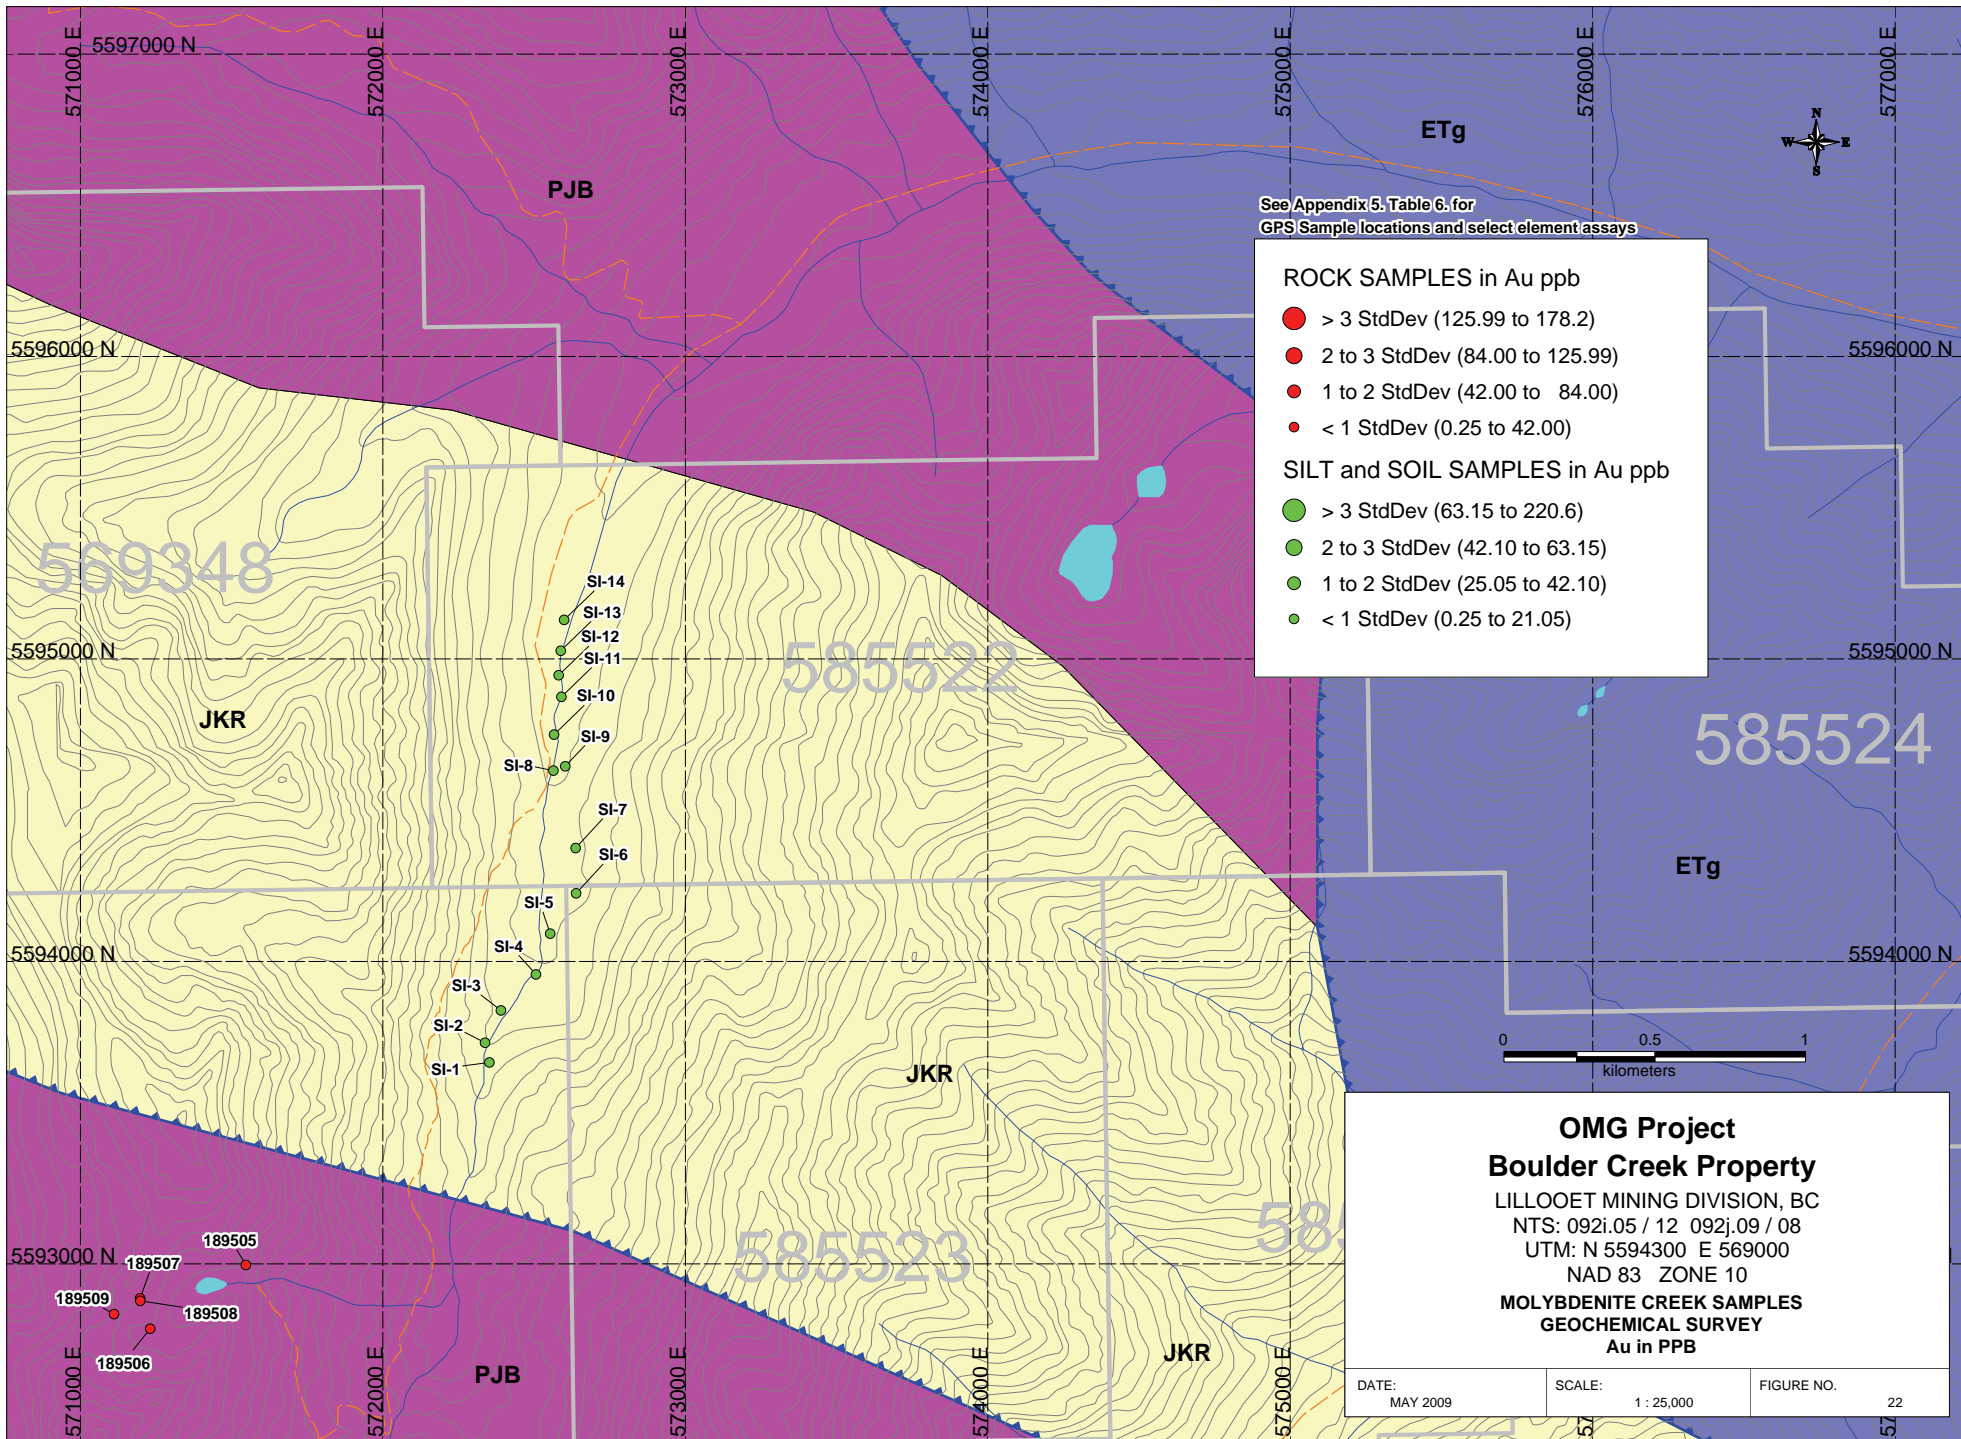 5597000 N
571000 E
572000 E
573000 E
574000 E
575000 E
576000 E
577000 E
ETg
N
W
E
S
PJB
See Appendix 5. Table 6. for
GPS Sample locations and select element assays
ROCK SAMPLES in Au ppb
> 3 StdDev (125.99 to 178.2)
2 to 3 StdDev (84.00 to 125.99)
1 to 2 StdDev (42.00 to 84.00)
< 1 StdDev (0.25 to 42.00)
SILT and SOIL SAMPLES in Au ppb
> 3 StdDev (63.15 to 220.6)
2 to 3 StdDev (42.10 to 63.15)
1 to 2 StdDev (25.05 to 42.10)
< 1 StdDev (0.25 to 21.05)
5596000 N
5596000 N
569348
SI-14
SI-13
SI-12
SI-11
SI-10
SI-9
SI-8
SI-7
SI-6
SI-5
SI-4
SI-3
SI-2
SI-1
5595000 N
5595000 N
585522
585524
JKR
ETg
5594000 N
5594000 N
0 0.5 1
kilometers
JKR
585523
585
5593000 N
N
189505
189507
189509
189508
189506
PJB
JKR
571000 E
572000 E
573000 E
574000 E
575000 E
57
OMG Project
Boulder Creek Property
LILLOOET MINING DIVISION, BC
NTS: 092i.05 / 12 092j.09 / 08
UTM: N 5594300 E 569000
NAD 83 ZONE 10
MOLYBDENITE CREEK SAMPLES
GEOCHEMICAL SURVEY
Au in PPB
DATE:
MAY 2009
SCALE:
1 : 25,000
FIGURE NO.
22